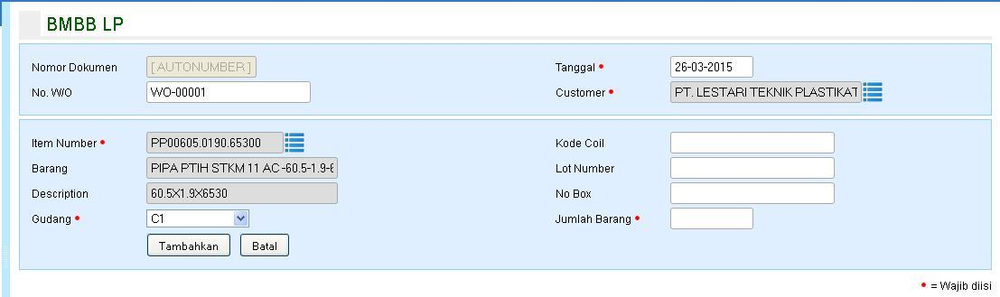 BMBB LP
Nomor Dokumen [ AUTONUMBER ] Tanggal • 26-03-2015
No. W/O WO-00001 Customer • PT. LESTARI TEKNIK PLASTIKAT
Item Number • PP00605.0190.65300 Kode Coil
Barang PIPA PTIH STKM 11 AC -60.5-1.9-6 Lot Number
Description 60.5X1.9X6530 No Box
Gudang • C1 Jumlah Barang •
Tambahkan Batal
• = Wajib diisi